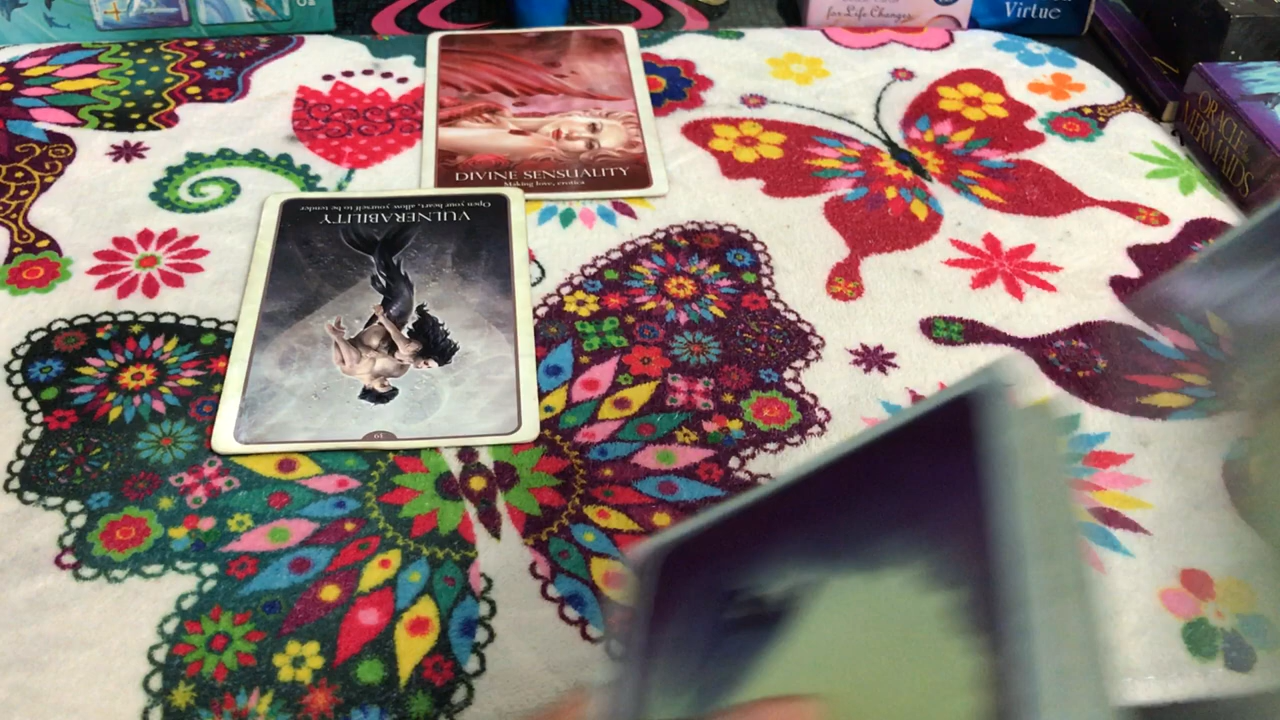 for Life Changes
Virtue
DIVINE SENSUALITY
Making love, erotica
VULNERABILITY
Open your heart, allow yourself to be tender
19
ORACLE
MERMAIDS